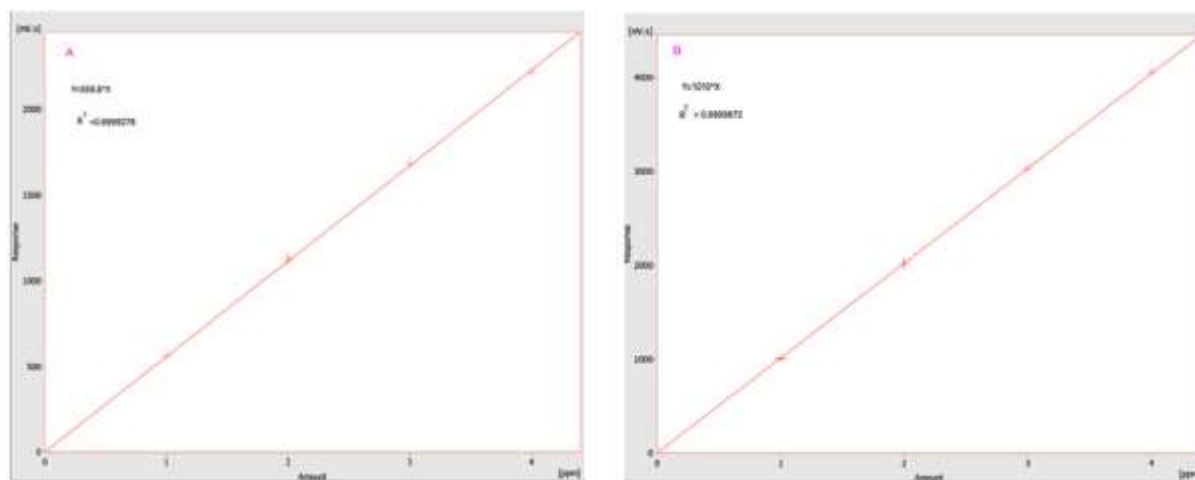 [mV.s]
A
2000
1500
1000
500
0
Response
0 1 2 3 4
Amount
[ppm]
[mV.s]
B
Y=1010*X
4000
3000
2000
1000
0
Response
0 1 2 3 4
Amount
[ppm]